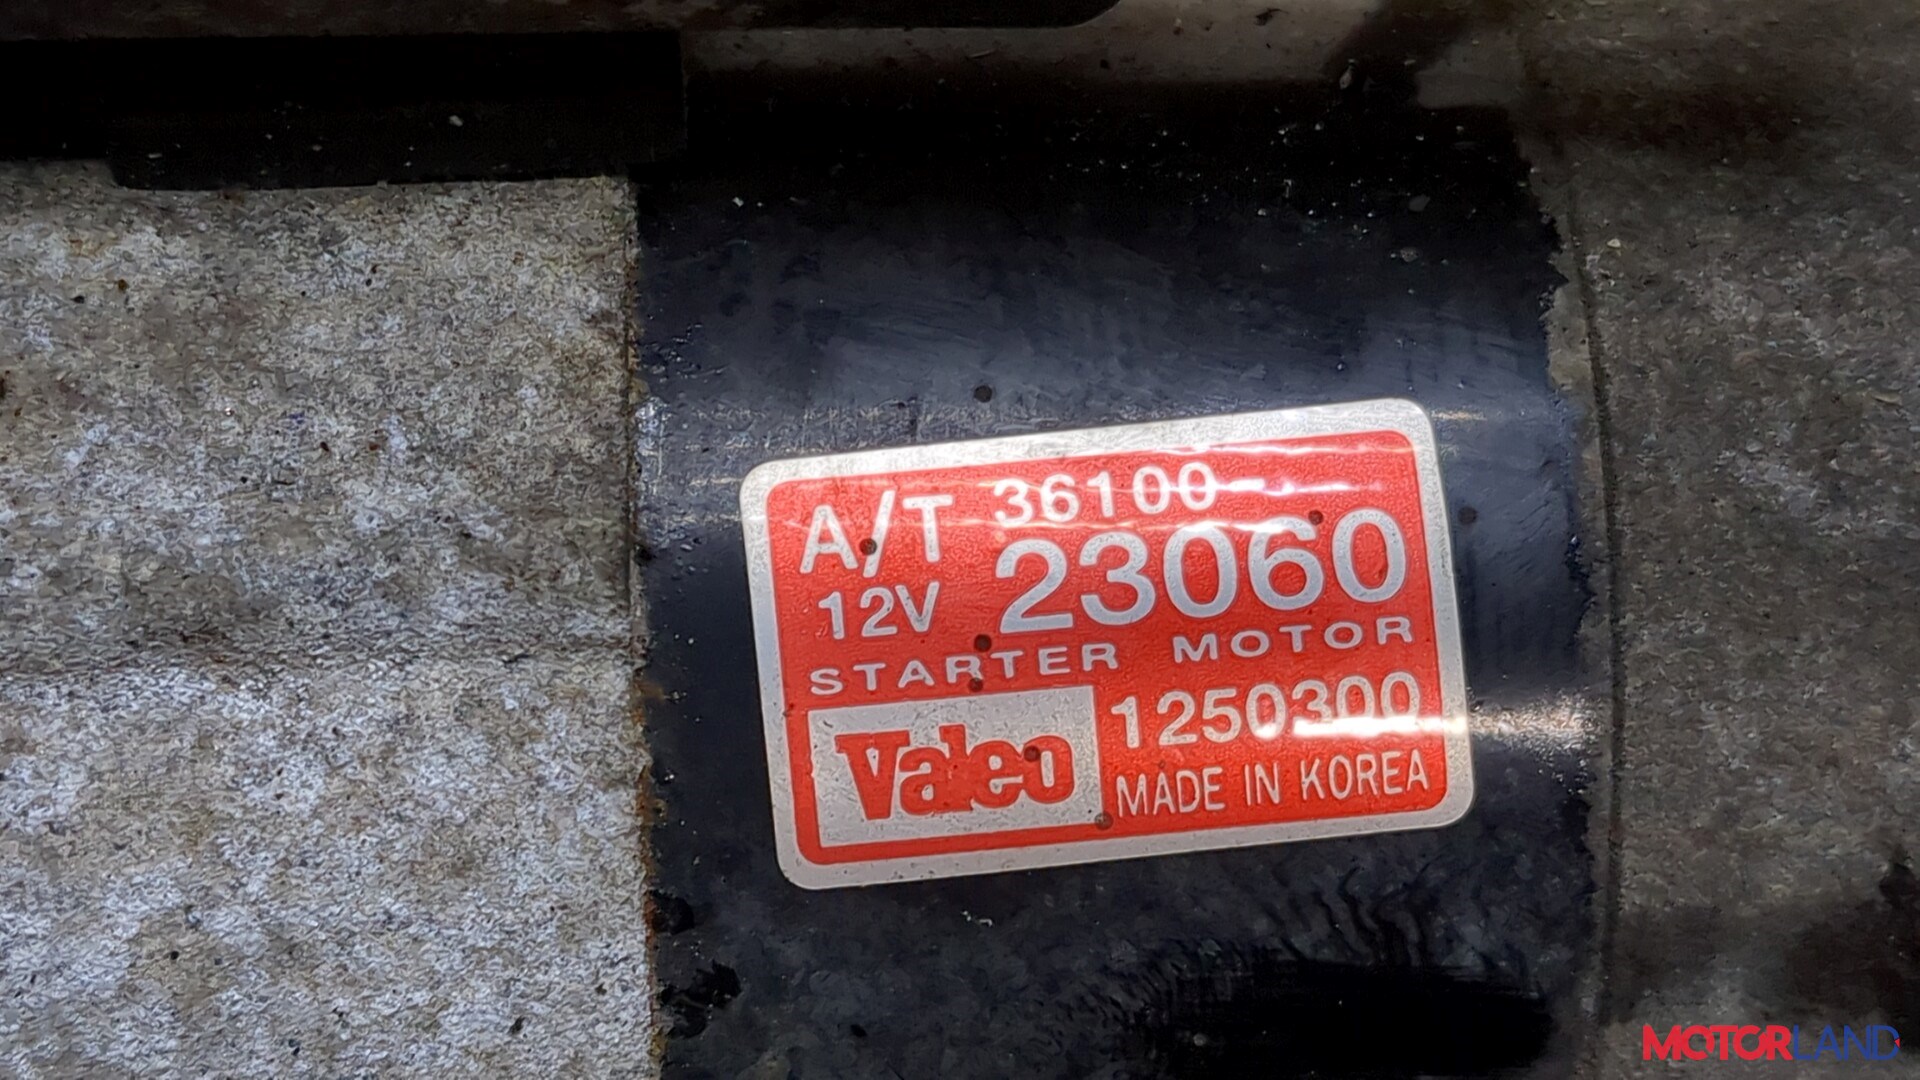 A/T 36100-
12V 23060
STARTER MOTOR
Valeo 1250300
MADE IN KOREA
MOTORLAND